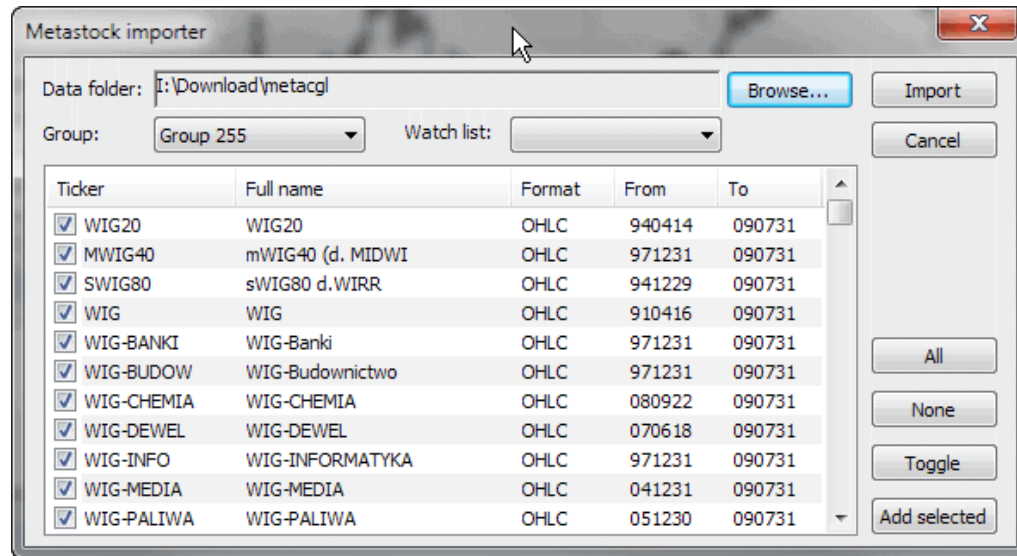 Metastock importer
Data folder: I:\Download\metacgl Browse... Import
Group: Group 255 Watch list: Cancel
Ticker Full name Format From To
WIG20 WIG20 OHLC 940414 090731
MWIG40 mWIG40 (d. MIDWI OHLC 971231 090731
SWIG80 sWIG80 d.WIRR OHLC 941229 090731
WIG WIG OHLC 910416 090731
WIG-BANKI WIG-Banki OHLC 971231 090731
WIG-BUDOW WIG-Budownictwo OHLC 971231 090731
WIG-CHEMIA WIG-CHEMIA OHLC 080922 090731
WIG-DEWEL WIG-DEWEL OHLC 070618 090731
WIG-INFO WIG-INFORMATYKA OHLC 971231 090731
WIG-MEDIA WIG-MEDIA OHLC 041231 090731
WIG-PALIWA WIG-PALIWA OHLC 051230 090731
All
None
Toggle
Add selected